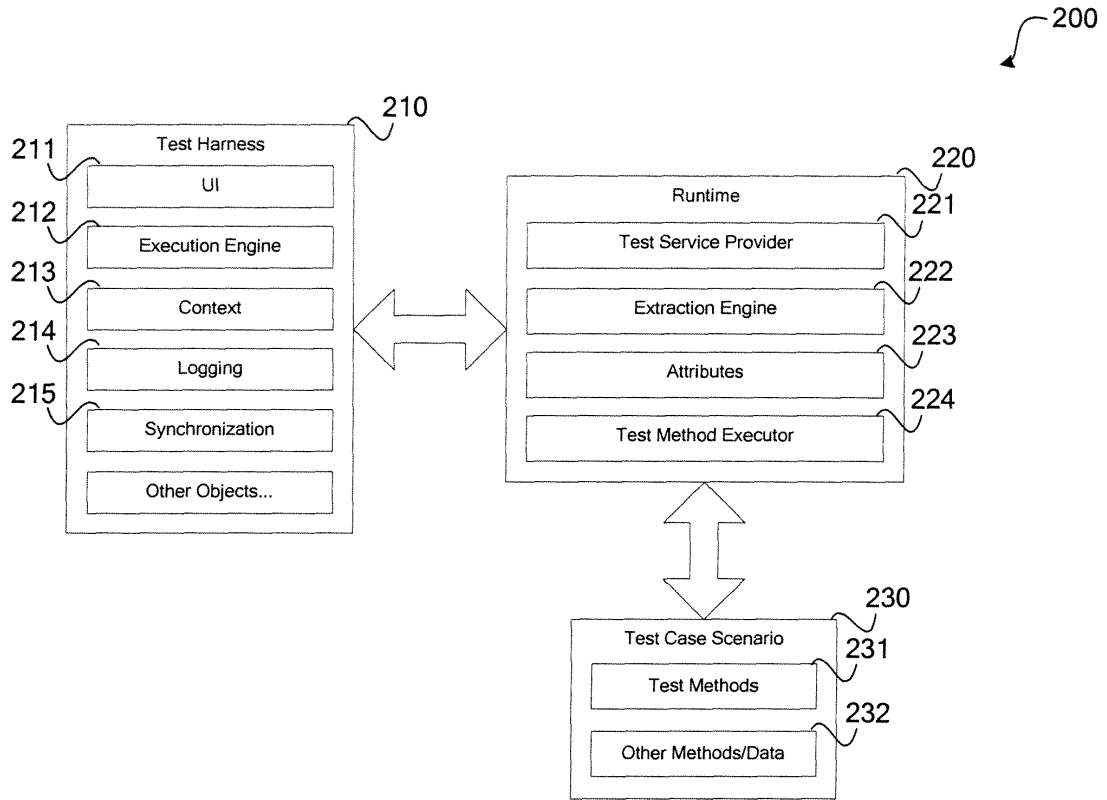 200
210
Test Harness
211
UI
212
Execution Engine
213
Context
214
Logging
215
Synchronization
Other Objects...
220
Runtime
221
Test Service Provider
222
Extraction Engine
223
Attributes
224
Test Method Executor
230
Test Case Scenario
231
Test Methods
232
Other Methods/Data